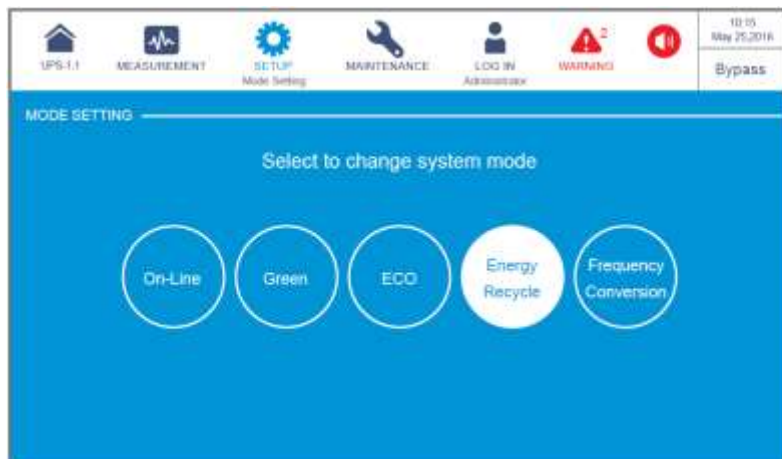 UPS-1.1
MEASUREMENT
SETUP
Mode Setting
MAINTENANCE
LOG IN
Administrator
2
WARNING
10:15
May 25,2016
Bypass
MODE SETTING
Select to change system mode
On-Line
Green
ECO
Energy
Recycle
Frequency
Conversion